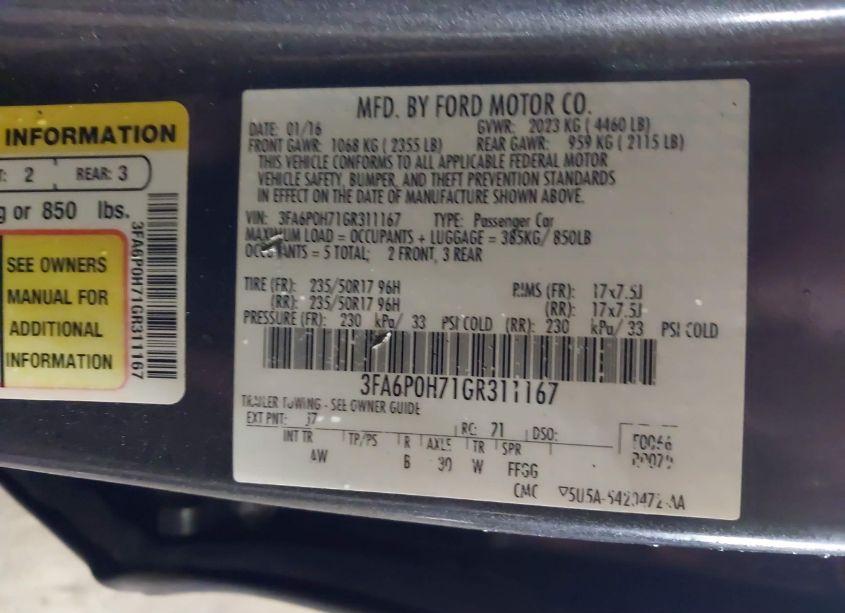 INFORMATION
2 REAR: 3
or 850 lbs.
SEE OWNERS
MANUAL FOR
ADDITIONAL
INFORMATION
3FA6P0H71GR311167
MFD. BY FORD MOTOR CO.
DATE: 01/16 GVWR: 2023 KG ( 4460 LB)
FRONT GAWR: 1068 KG ( 2355 LB) REAR GAWR: 959 KG ( 2115 LB)
THIS VEHICLE CONFORMS TO ALL APPLICABLE FEDERAL MOTOR
VEHICLE SAFETY, BUMPER, AND THEFT PREVENTION STANDARDS
IN EFFECT ON THE DATE OF MANUFACTURE SHOWN ABOVE.
VIN: 3FA6P0H71GR311167 TYPE: Passenger Car
MAXIMUM LOAD = OCCUPANTS + LUGGAGE = 385KG/ 850LB
OCCUPANTS = 5 TOTAL; 2 FRONT, 3 REAR
TIRE (FR): 235/50R17 96H RIMS (FR): 17x7.5J
(RR): 235/50R17 96H (RR): 17x7.5J
PRESSURE (FR): 230 kPa/ 33 PSI COLD (RR): 230 kPa/ 33 PSI COLD
3FA6P0H71GR311167
TRAILER TOWING - SEE OWNER GUIDE
EXT PNT: J7 RC: 71 DSO:
INT TR TP/PS R AXLE TR SPR
4W B 30 W FFGG
CMC